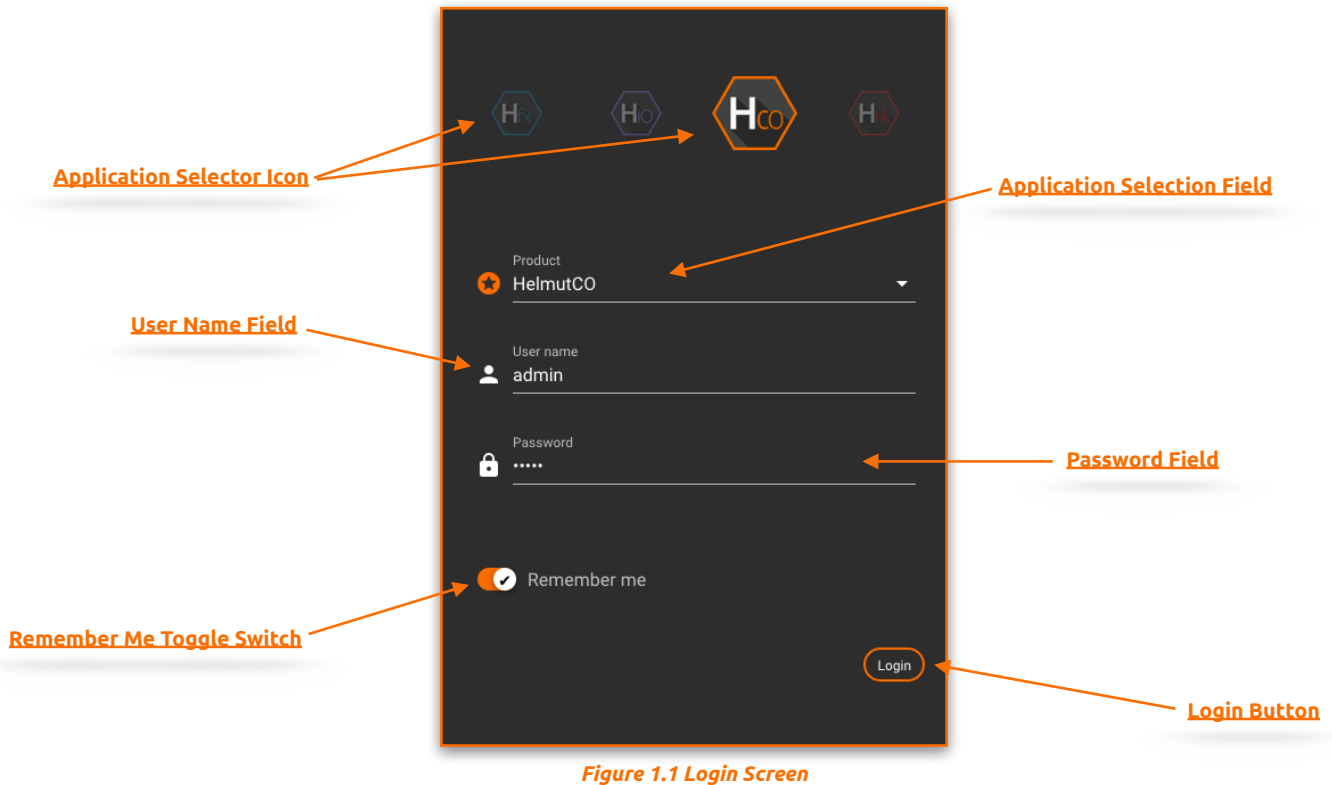 Hfx
HiO
HCO
Hhk
Application Selector Icon
Application Selection Field
Product
HelmutCO
User Name Field
User name
admin
Password
•••••
Password Field
Remember me
Remember Me Toggle Switch
Login
Login Button
Figure 1.1 Login Screen